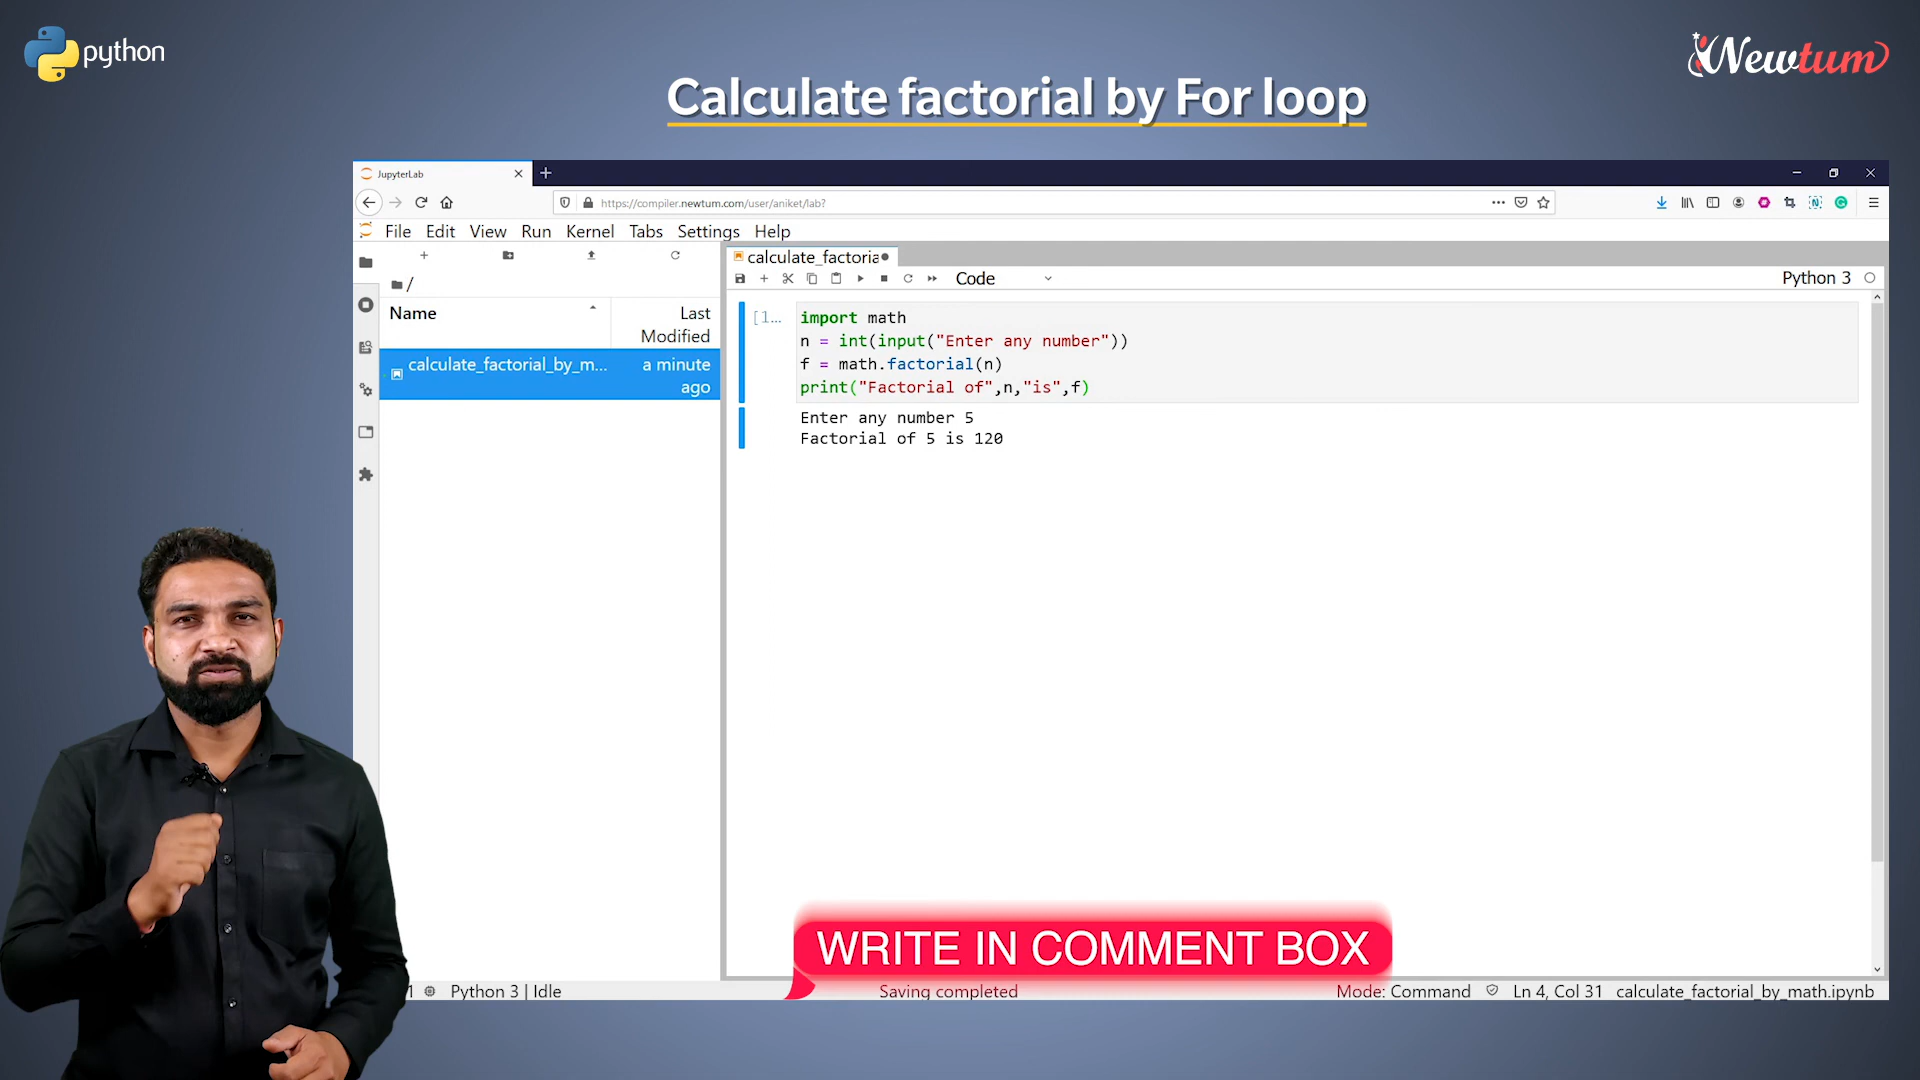 python
Newtum
Calculate factorial by For loop
JupyterLab
https://compiler.newtum.com/user/aniket/lab?
File Edit View Run Kernel Tabs Settings Help
calculate_factoria
/
Code
Python 3
Name
Last Modified
calculate_factorial_by_m...
a minute ago
[1...
import math
n = int(input("Enter any number"))
f = math.factorial(n)
print("Factorial of",n,"is",f)
Enter any number 5
Factorial of 5 is 120
WRITE IN COMMENT BOX
1
Python 3 | Idle
Saving completed
Mode: Command
Ln 4, Col 31
calculate_factorial_by_math.ipynb